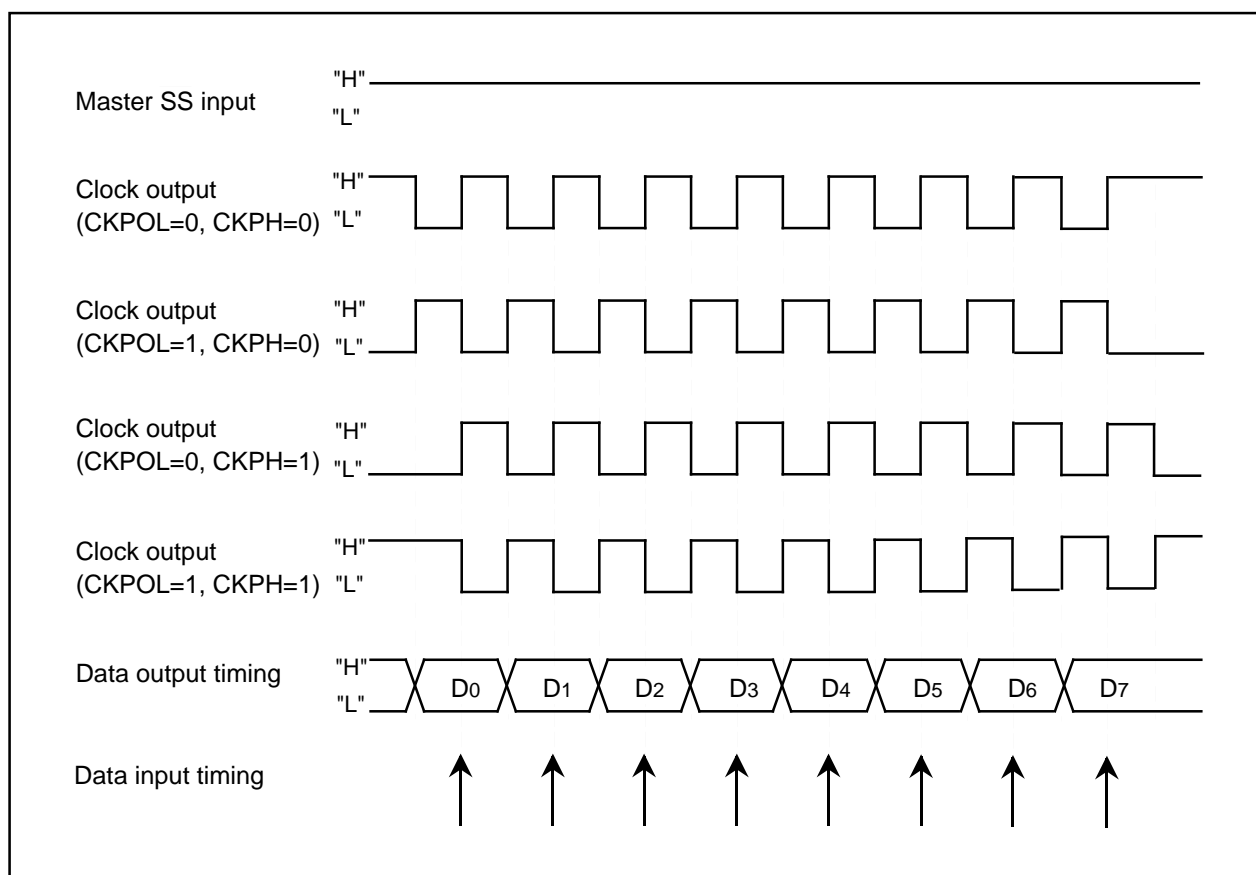 "H"
Master SS input
"L"
Clock output
(CKPOL=0, CKPH=0)
"H"
"L"
Clock output
(CKPOL=1, CKPH=0)
"H"
"L"
Clock output
(CKPOL=0, CKPH=1)
"H"
"L"
Clock output
(CKPOL=1, CKPH=1)
"H"
"L"
Data output timing
"H"
"L"
D0 D1 D2 D3 D4 D5 D6 D7
Data input timing